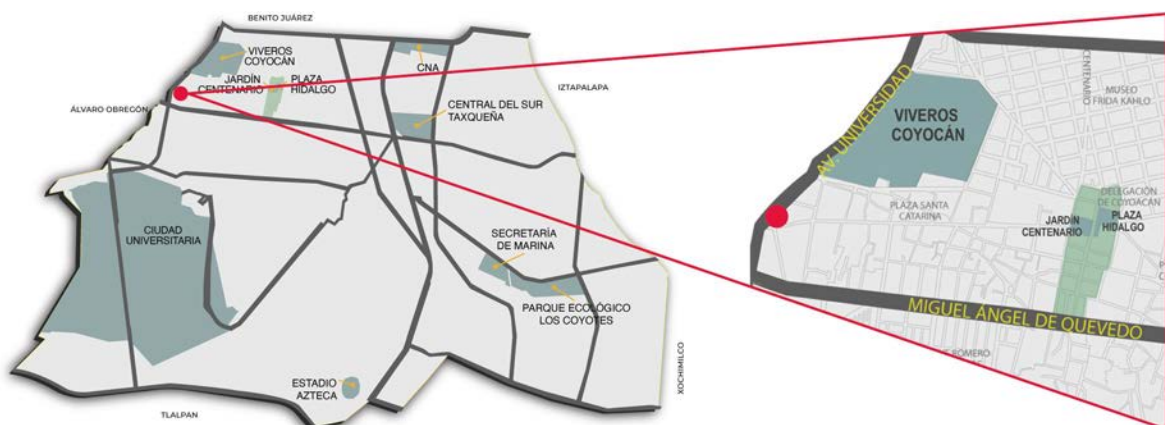 BENITO JUÁREZ
VIVEROS
COYOCÁN
CNA
JARDÍN
CENTENARIO
PLAZA
HIDALGO
IZTAPALAPA
ÁLVARO OBREGÓN
CENTRAL DEL SUR
TAXQUEÑA
CIUDAD
UNIVERSITARIA
SECRETARÍA
DE MARINA
PARQUE ECOLÓGICO
LOS COYOTES
ESTADIO
AZTECA
XOCHIMILCO
TLALPAN
AV. UNIVERSIDAD
CENTENARIO
MUSEO
FRIDA KAHLO
VIVEROS
COYOCÁN
PLAZA SANTA
CATARINA
DELEGACIÓN
DE COYOACÁN
JARDÍN
CENTENARIO
PLAZA
HIDALGO
MIGUEL ÁNGEL DE QUEVEDO
ROMERO